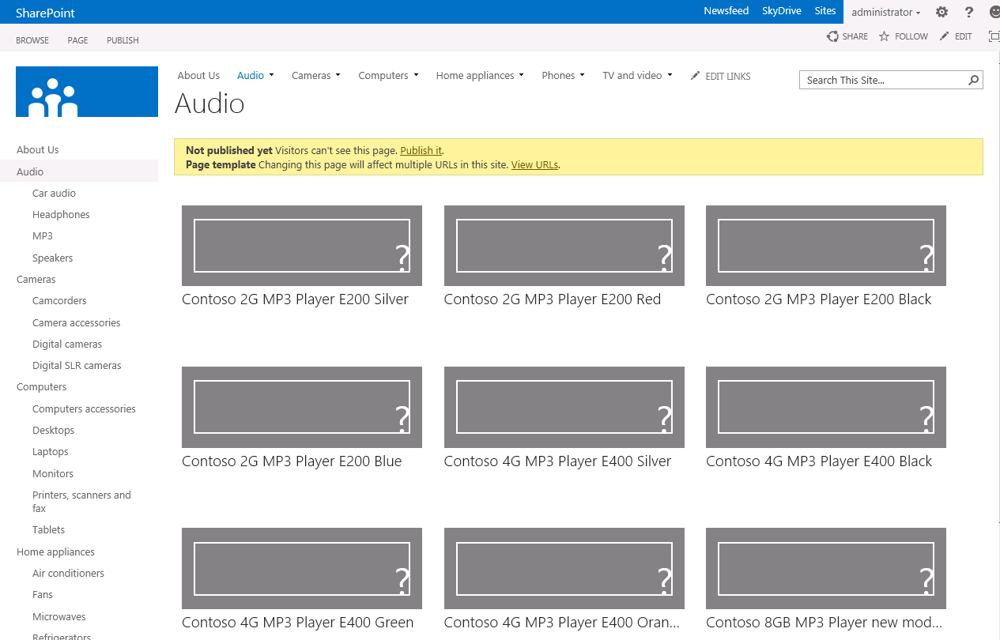 SharePoint
Newsfeed SkyDrive Sites administrator ?
BROWSE PAGE PUBLISH
SHARE FOLLOW EDIT
About Us Audio Cameras Computers Home appliances Phones TV and video EDIT LINKS
Search This Site...
Audio
Not published yet Visitors can't see this page. Publish it.
Page template Changing this page will affect multiple URLs in this site. View URLs.
About Us
Audio
Car audio
Headphones
MP3
Speakers
Cameras
Camcorders
Camera accessories
Digital cameras
Digital SLR cameras
Computers
Computers accessories
Desktops
Laptops
Monitors
Printers, scanners and
fax
Tablets
Home appliances
Air conditioners
Fans
Microwaves
Refrigerators
? ? ?
Contoso 2G MP3 Player E200 Silver
Contoso 2G MP3 Player E200 Red
Contoso 2G MP3 Player E200 Black
? ? ?
Contoso 2G MP3 Player E200 Blue
Contoso 4G MP3 Player E400 Silver
Contoso 4G MP3 Player E400 Black
? ? ?
Contoso 4G MP3 Player E400 Green
Contoso 4G MP3 Player E400 Oran...
Contoso 8GB MP3 Player new mod...